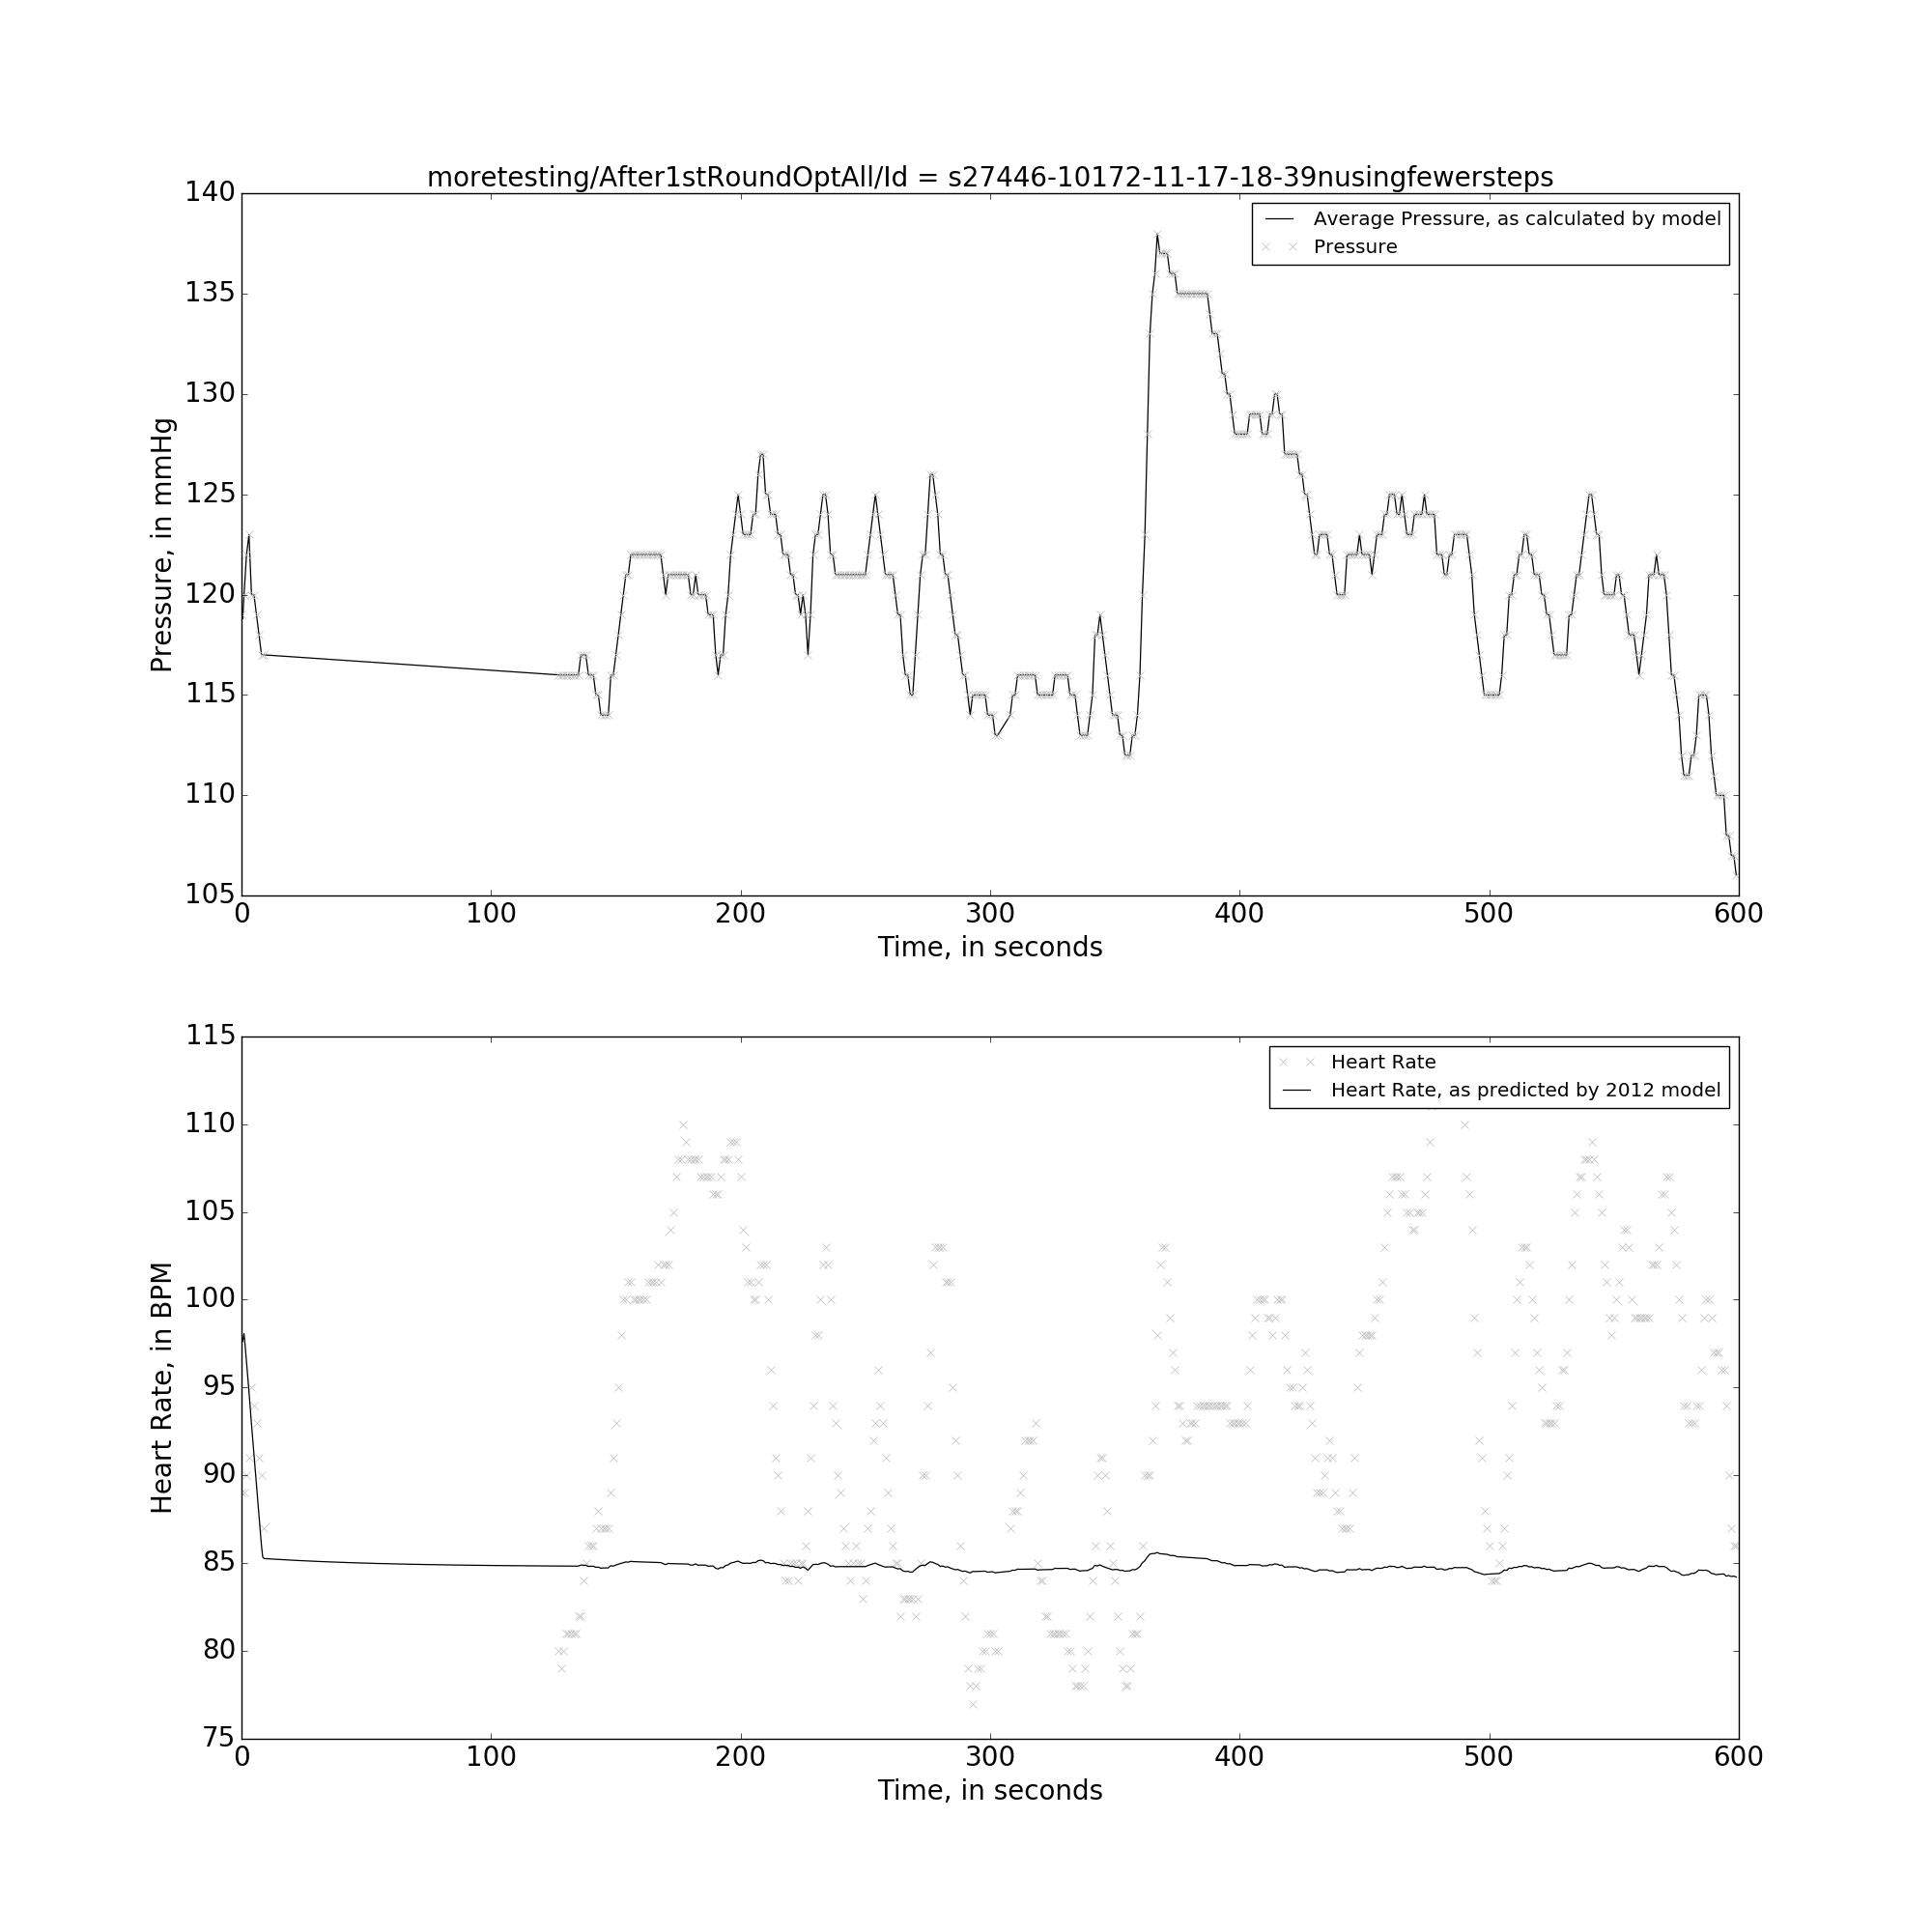 moretesting/After1stRoundOptAll/Id = s27446-10172-11-17-18-39nusingfewersteps
140
135
130
125
120
115
110
105
Pressure, in mmHg
Average Pressure, as calculated by model
Pressure
0 100 200 300 400 500 600
Time, in seconds
115
110
105
100
95
90
85
80
75
Heart Rate, in BPM
Heart Rate
Heart Rate, as predicted by 2012 model
0 100 200 300 400 500 600
Time, in seconds